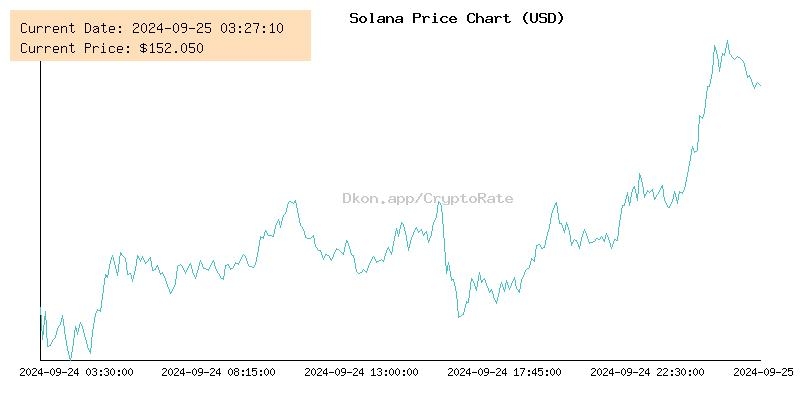 Solana Price Chart (USD)
Current Date: 2024-09-25 03:27:10
Current Price: $152.050
Dkon.app/CryptoRate
2024-09-24 03:30:00 2024-09-24 08:15:00 2024-09-24 13:00:00 2024-09-24 17:45:00 2024-09-24 22:30:00 2024-09-25